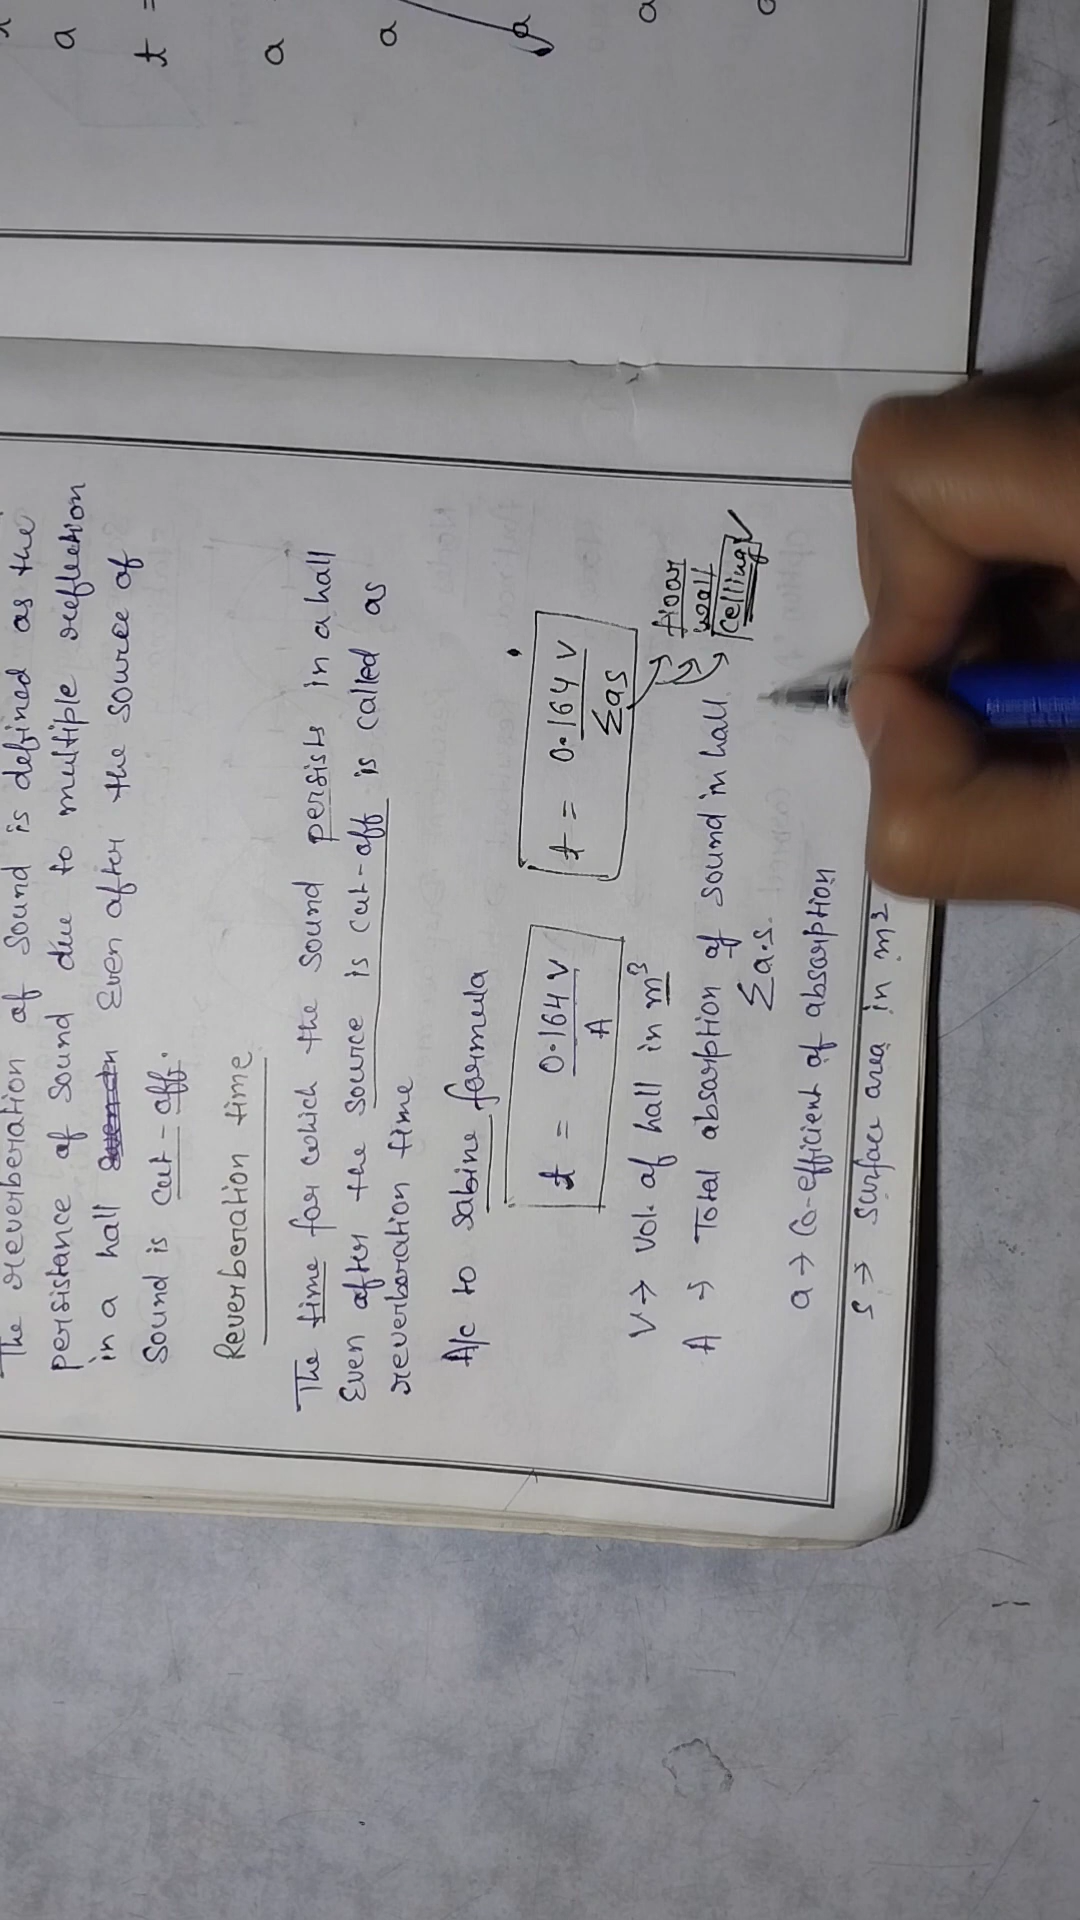 The reverberation of sound is defined as the
persistance of sound due to multiple reflection
in a hall Even after the source of
Sound is cut-off.
Reverberation time
The time for which the sound persists in a hall
Even after the source is cut-off is called as
reverboration time
A/c to sabine formula
t = 0.164 V / A
t = 0.164 V / Σas
floor
wall
Celling
V → Vol. of hall in m³
A → Total absorption of sound in hall
Σa.s.
a → Co-efficient of absorption
S → surface area in m²
a
t =
a
a
a
a